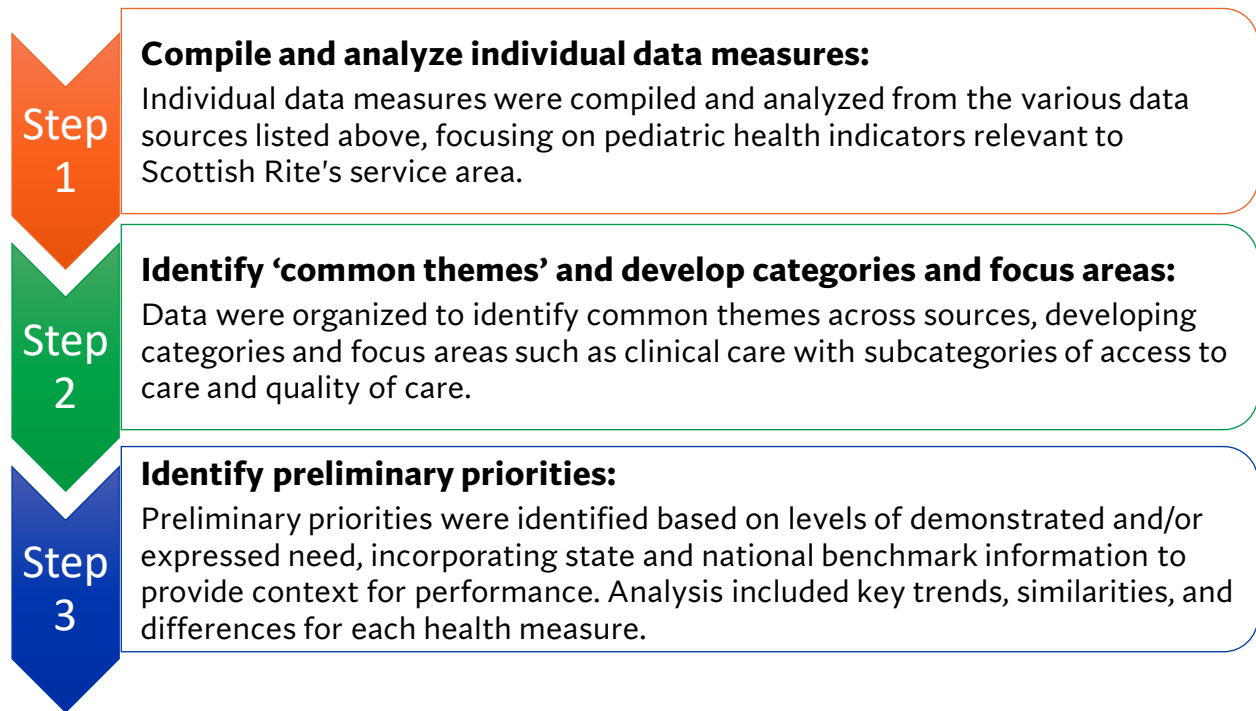 Step
1
Compile and analyze individual data measures:
Individual data measures were compiled and analyzed from the various data
sources listed above, focusing on pediatric health indicators relevant to
Scottish Rite's service area.
Step
2
Identify ‘common themes’ and develop categories and focus areas:
Data were organized to identify common themes across sources, developing
categories and focus areas such as clinical care with subcategories of access to
care and quality of care.
Step
3
Identify preliminary priorities:
Preliminary priorities were identified based on levels of demonstrated and/or
expressed need, incorporating state and national benchmark information to
provide context for performance. Analysis included key trends, similarities, and
differences for each health measure.